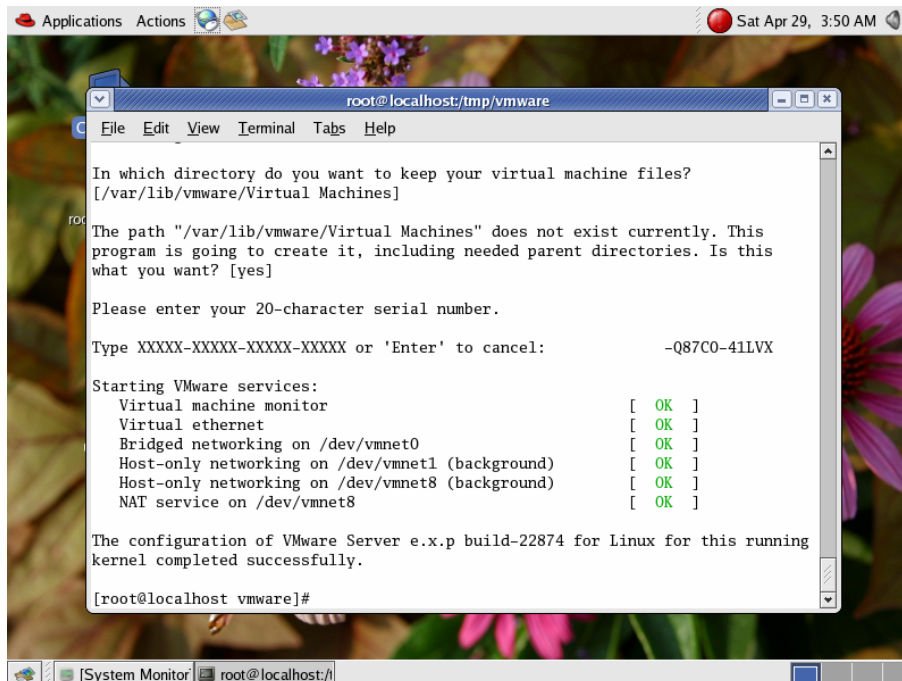 Applications Actions Sat Apr 29, 3:50 AM
root@localhost:/tmp/vmware
File Edit View Terminal Tabs Help
In which directory do you want to keep your virtual machine files?
[/var/lib/vmware/Virtual Machines]
The path "/var/lib/vmware/Virtual Machines" does not exist currently. This
program is going to create it, including needed parent directories. Is this
what you want? [yes]
Please enter your 20-character serial number.
Type XXXXX-XXXXX-XXXXX-XXXXX or 'Enter' to cancel: -Q87C0-41LVX
Starting VMware services:
Virtual machine monitor [ OK ]
Virtual ethernet [ OK ]
Bridged networking on /dev/vmnet0 [ OK ]
Host-only networking on /dev/vmnet1 (background) [ OK ]
Host-only networking on /dev/vmnet8 (background) [ OK ]
NAT service on /dev/vmnet8 [ OK ]
The configuration of VMware Server e.x.p build-22874 for Linux for this running
kernel completed successfully.
[root@localhost vmware]#
[System Monitor] root@localhost:/t